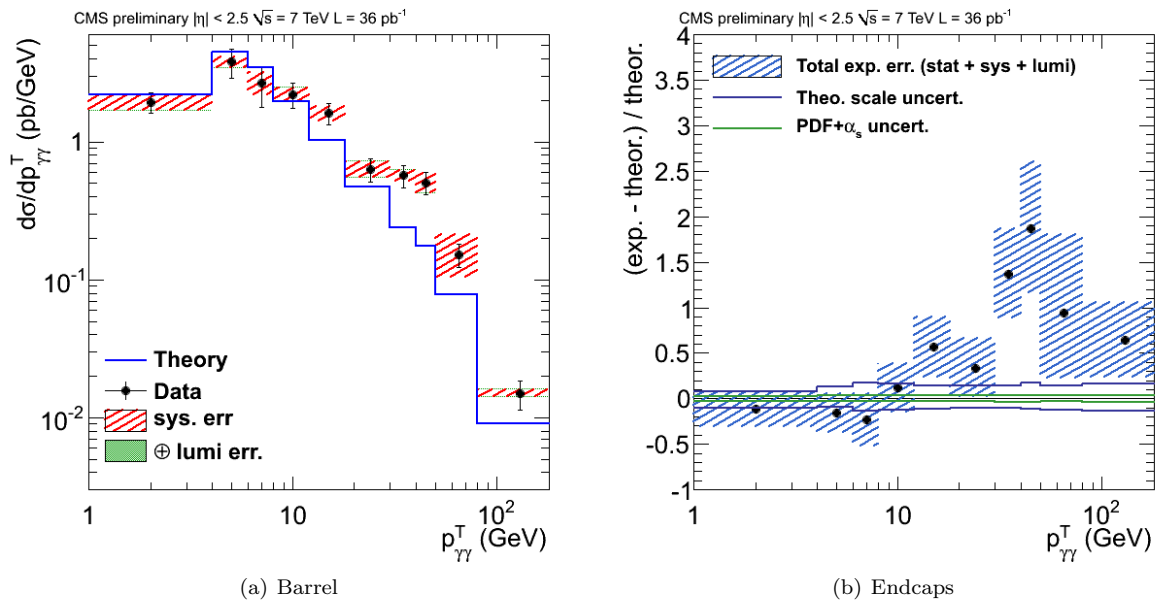 CMS preliminary |η| < 2.5 √s = 7 TeV L = 36 pb⁻¹
dσ/dp^T_γγ (pb/GeV)
1
10⁻¹
10⁻²
Theory
Data
sys. err
⊕ lumi err.
1 10 10²
p^T_γγ (GeV)
(a) Barrel
CMS preliminary |η| < 2.5 √s = 7 TeV L = 36 pb⁻¹
(exp. - theor.) / theor.
4
3.5
3
2.5
2
1.5
1
0.5
0
-0.5
-1
Total exp. err. (stat + sys + lumi)
Theo. scale uncert.
PDF+α_s uncert.
1 10 10²
p^T_γγ (GeV)
(b) Endcaps